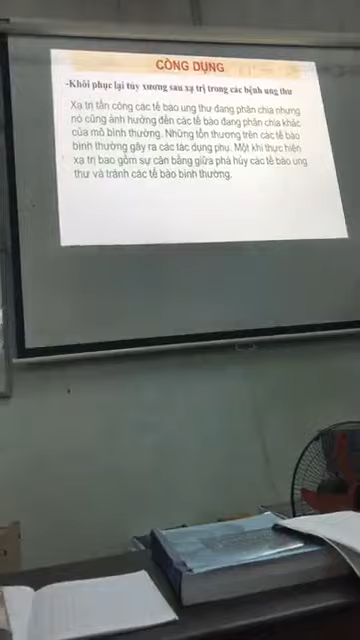 CÔNG DỤNG
-Khôi phục lại tủy xương sau xạ trị trong các bệnh ung thư
Xạ trị tấn công các tế bào ung thư đang phân chia nhưng
nó cũng ảnh hưởng đến các tế bào đang phân chia khác
của mô bình thường. Những tổn thương trên các tế bào
bình thường gây ra các tác dụng phụ. Một khi thực hiện
xạ trị bao gồm sự cân bằng giữa phá hủy các tế bào ung
thư và tránh các tế bào bình thường.